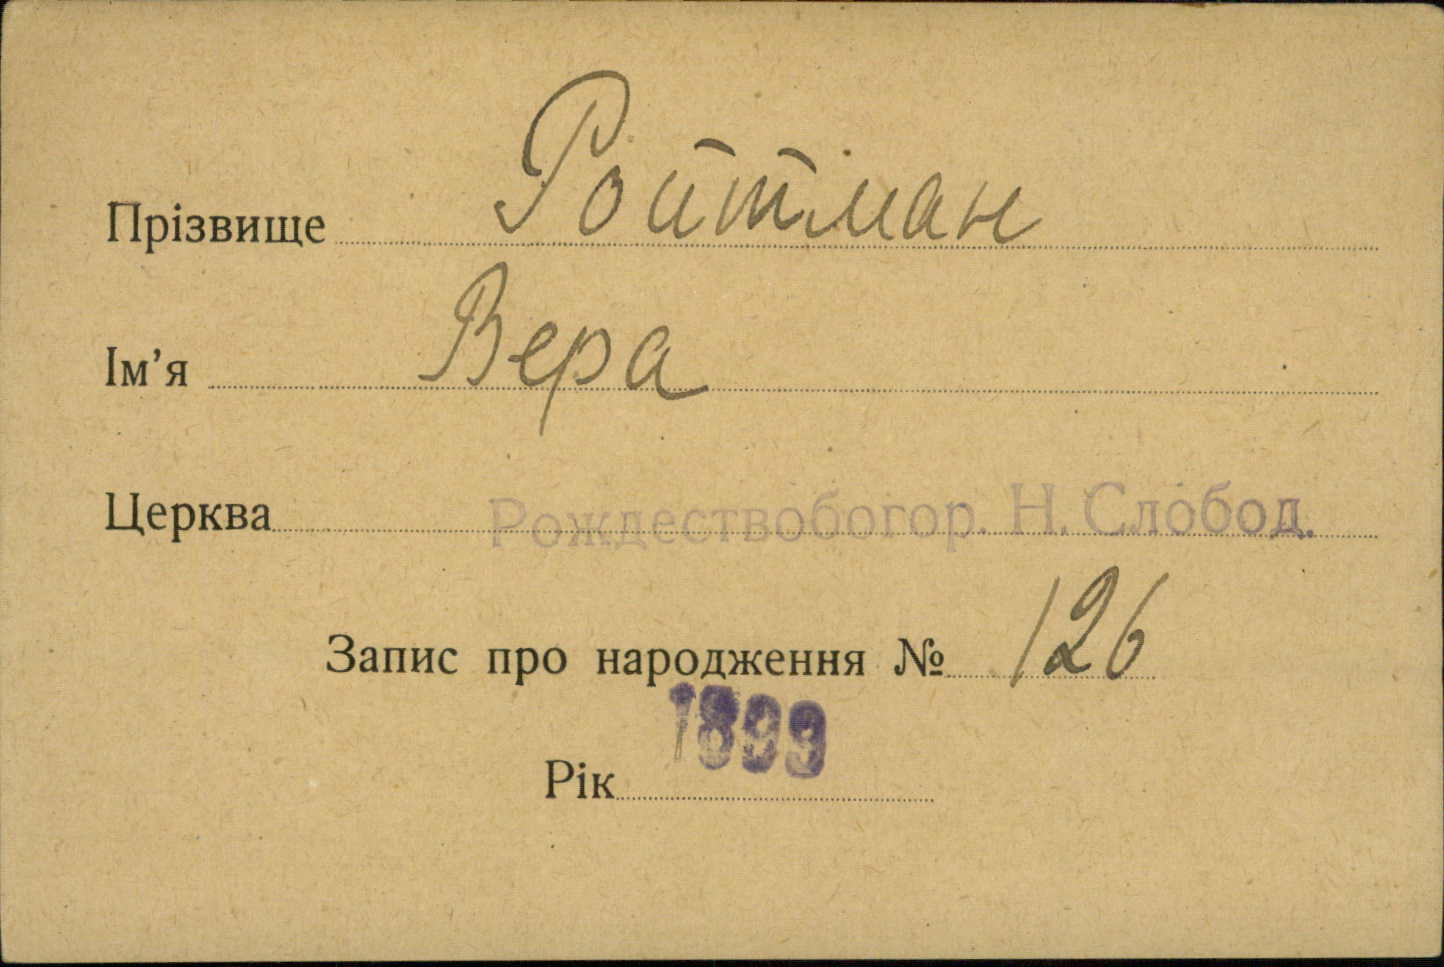 Прізвище Ройтман
Ім’я Вера
Церква Рождествобогор. Н. Слобод.
Запис про народження № 126
Рік 1899